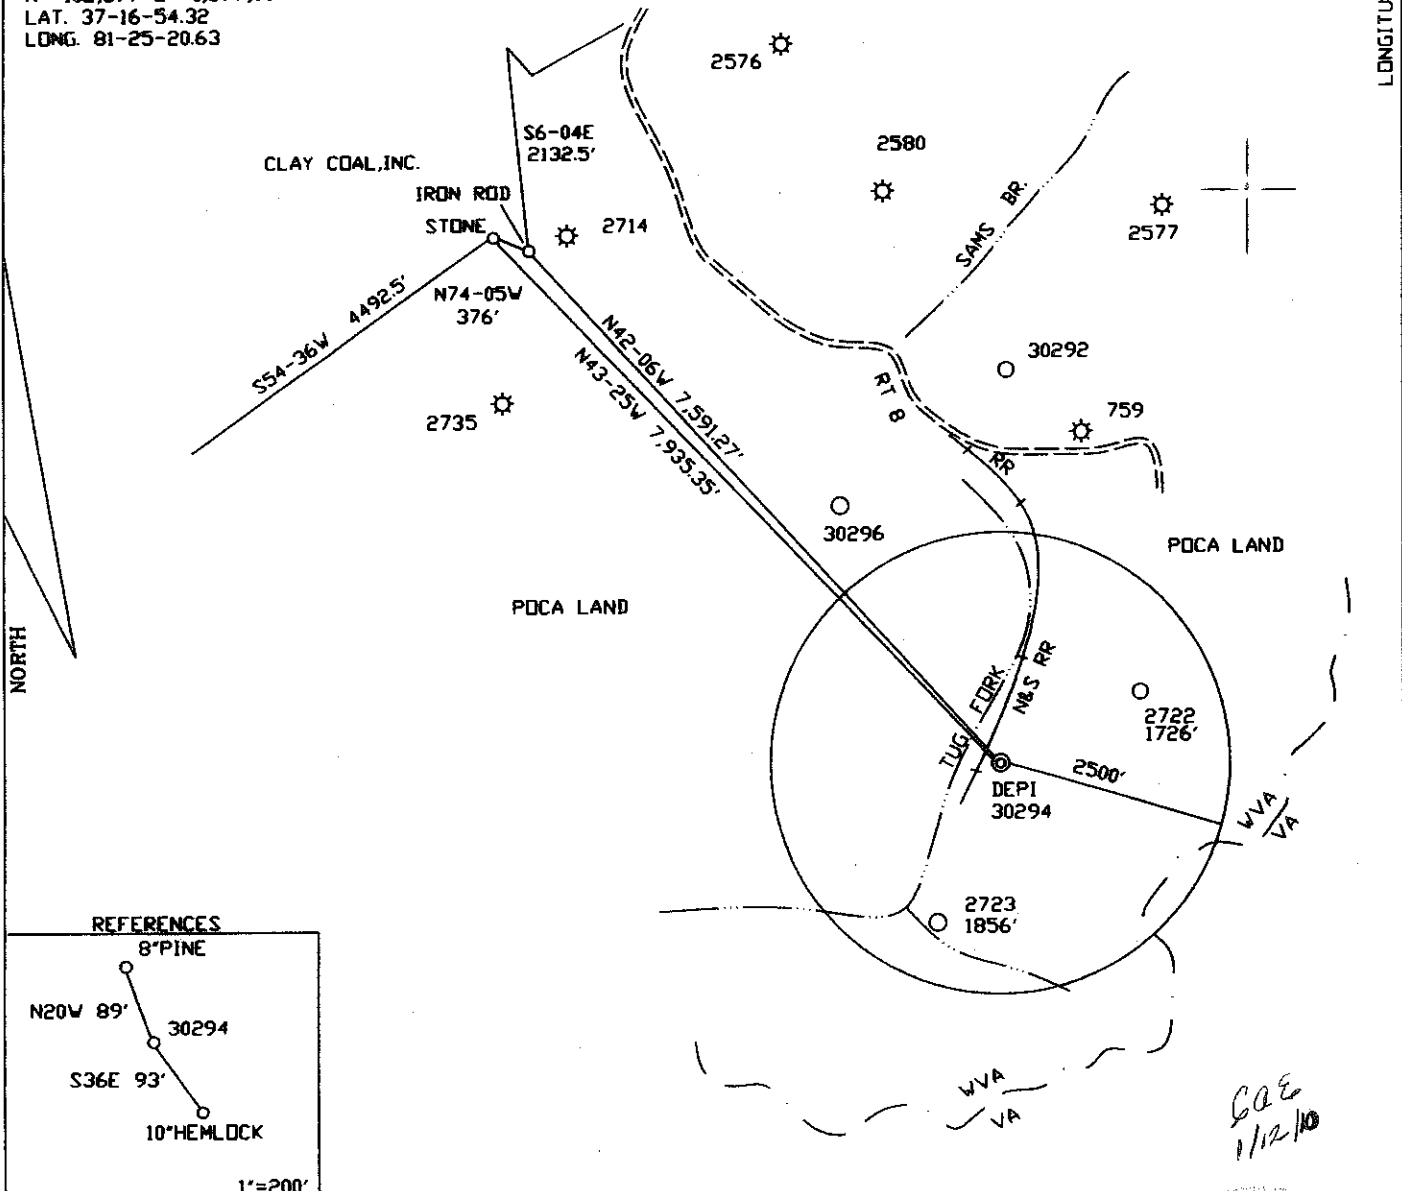 LAT. 37-16-54.32
LONG. 81-25-20.63
LONGITU
2576
S6-04E
2132.5'
2580
CLAY COAL,INC.
IRON ROD
STONE
2714
SAMS BR.
2577
S54-36W 4492.5'
N74-05W
376'
N42-06W 7,591.27'
N43-25W 7,935.35'
30292
RT 8
2735
759
RR
30296
POCA LAND
POCA LAND
NORTH
TUG FORK
N&S RR
2722
1726'
2500'
DEPI
30294
WVA
VA
2723
1856'
REFERENCES
8"PINE
N20W 89'
30294
S36E 93'
10"HEMLOCK
1"=200'
WVA
VA
1/12/10